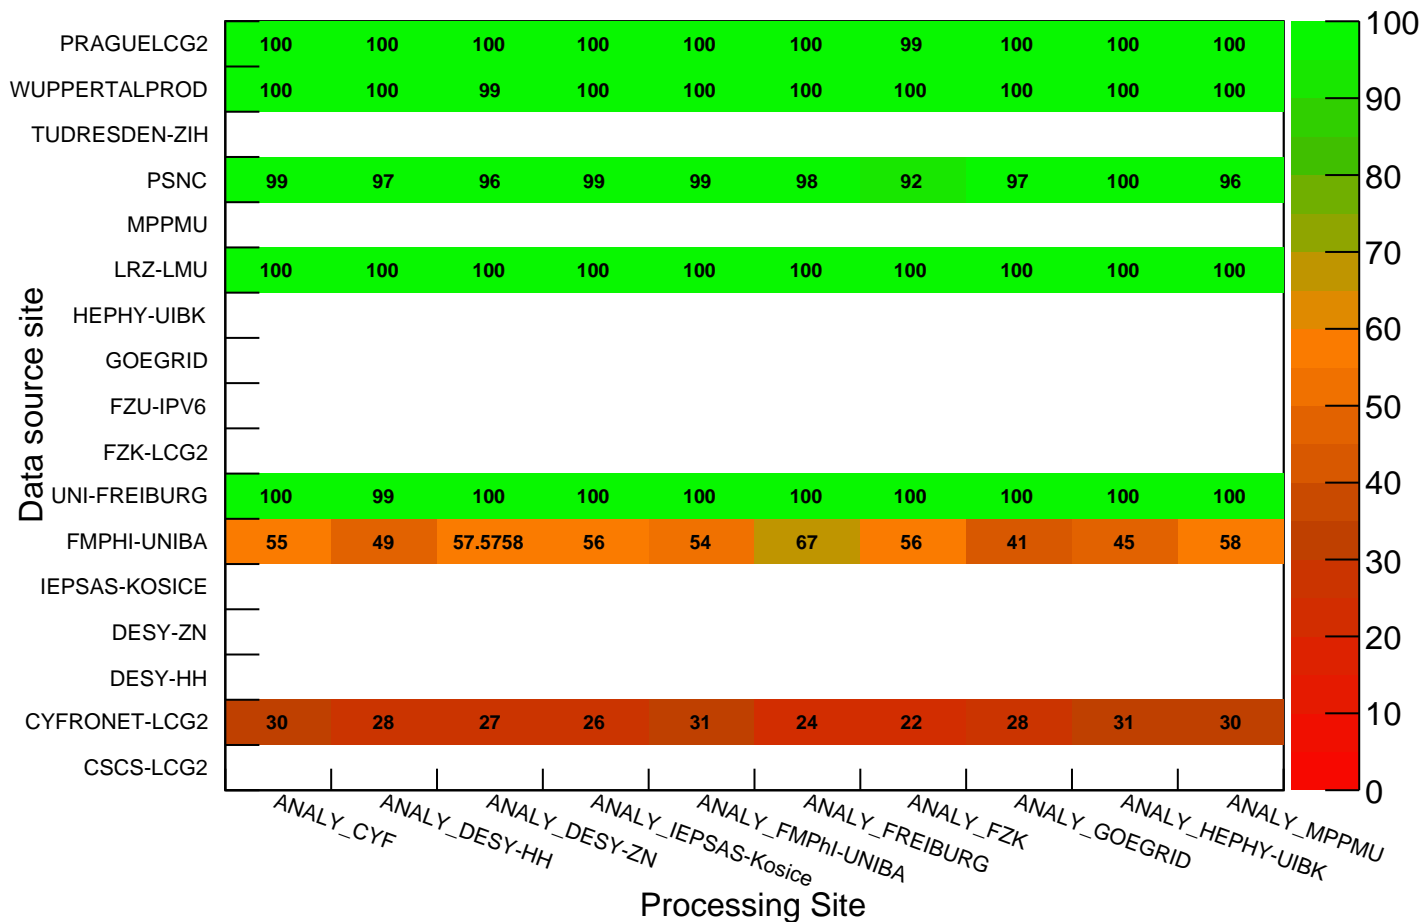 PRAGUELCG2 100 100 100 100 100 100 99 100 100 100
WUPPERTALPROD 100 100 99 100 100 100 100 100 100 100
TUDRESDEN-ZIH
PSNC 99 97 96 99 99 98 92 97 100 96
MPPMU
LRZ-LMU 100 100 100 100 100 100 100 100 100 100
HEPHY-UIBK
GOEGRID
FZU-IPV6
FZK-LCG2
UNI-FREIBURG 100 99 100 100 100 100 100 100 100 100
FMPHI-UNIBA 55 49 57.5758 56 54 67 56 41 45 58
IEPSAS-KOSICE
DESY-ZN
DESY-HH
CYFRONET-LCG2 30 28 27 26 31 24 22 28 31 30
CSCS-LCG2
Data source site
ANALY_CYF
ANALY_DESY-HH
ANALY_DESY-ZN
ANALY_IEPSAS-Kosice
ANALY_FMPhI-UNIBA
ANALY_FREIBURG
ANALY_FZK
ANALY_GOEGRID
ANALY_HEPHY-UIBK
ANALY_MPPMU
Processing Site
100
90
80
70
60
50
40
30
20
10
0